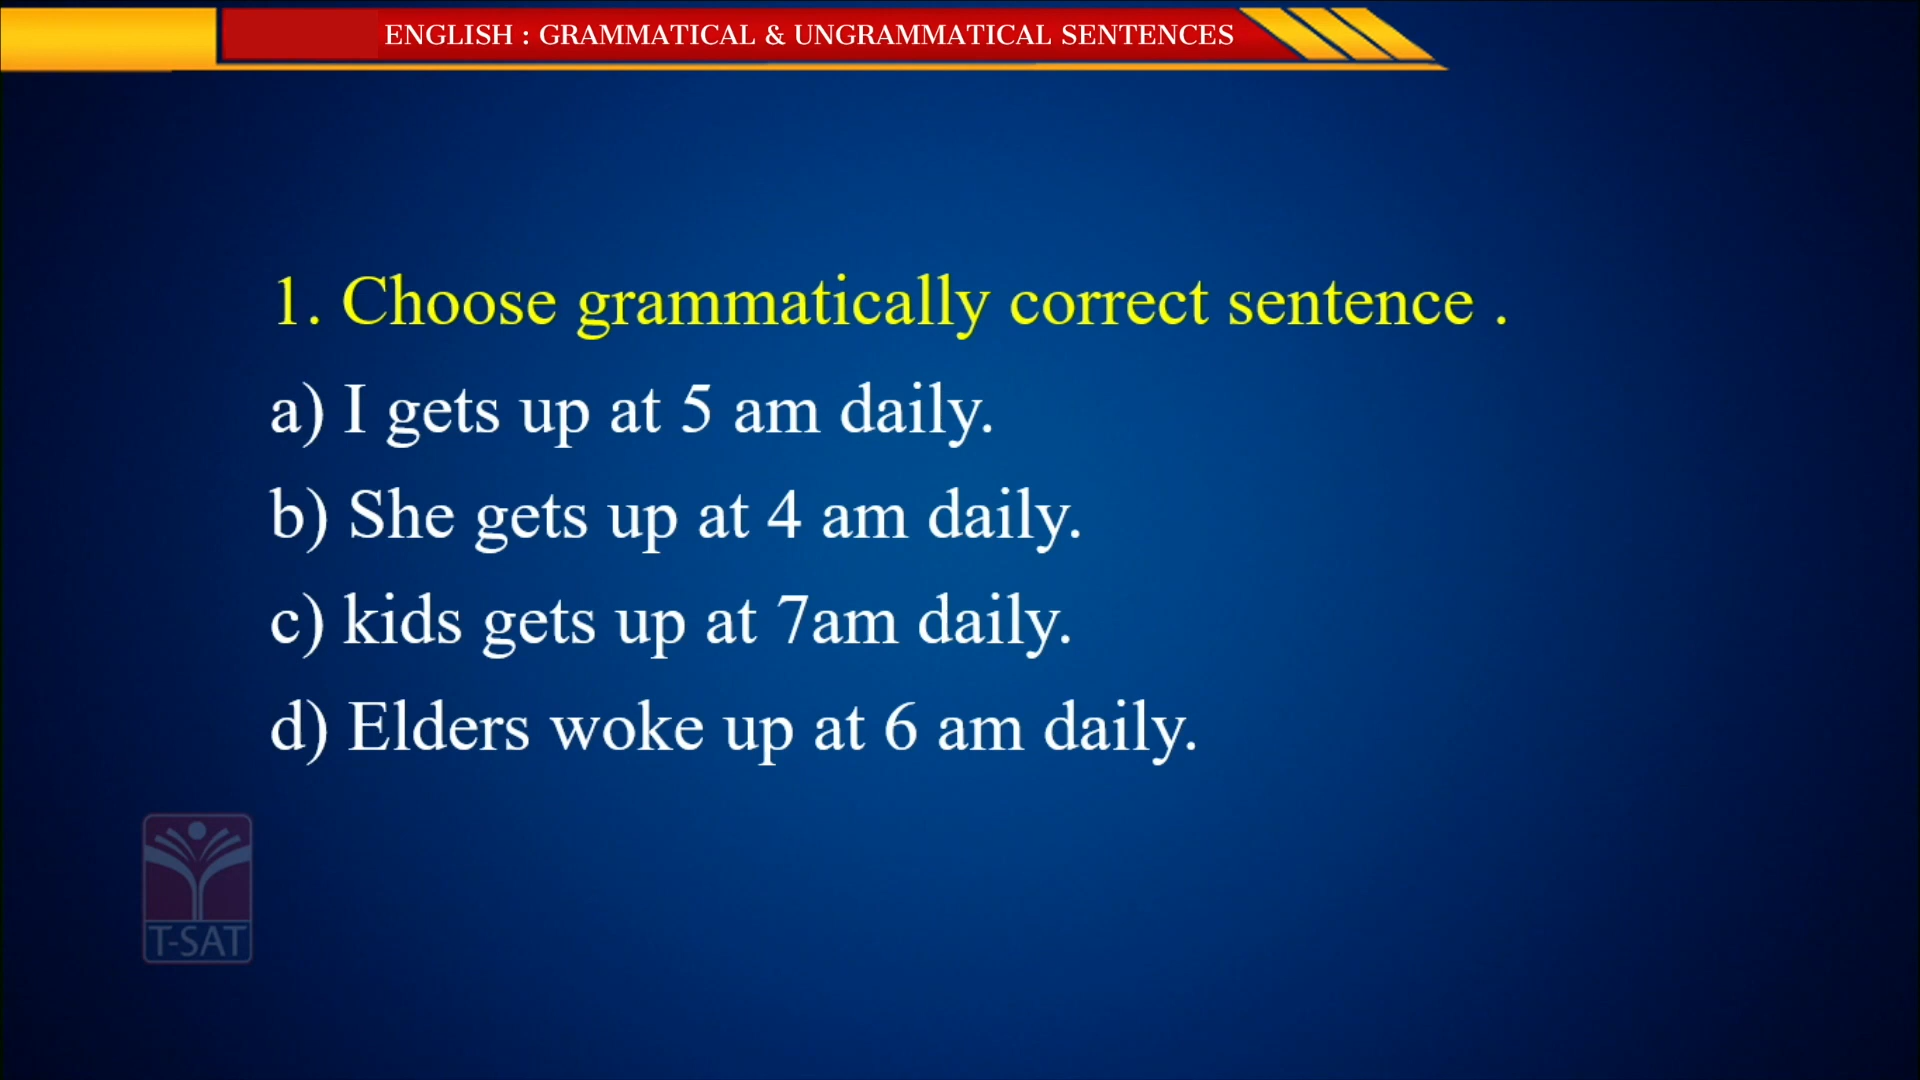 ENGLISH : GRAMMATICAL & UNGRAMMATICAL SENTENCES
1. Choose grammatically correct sentence .
a) I gets up at 5 am daily.
b) She gets up at 4 am daily.
c) kids gets up at 7am daily.
d) Elders woke up at 6 am daily.
T-SAT